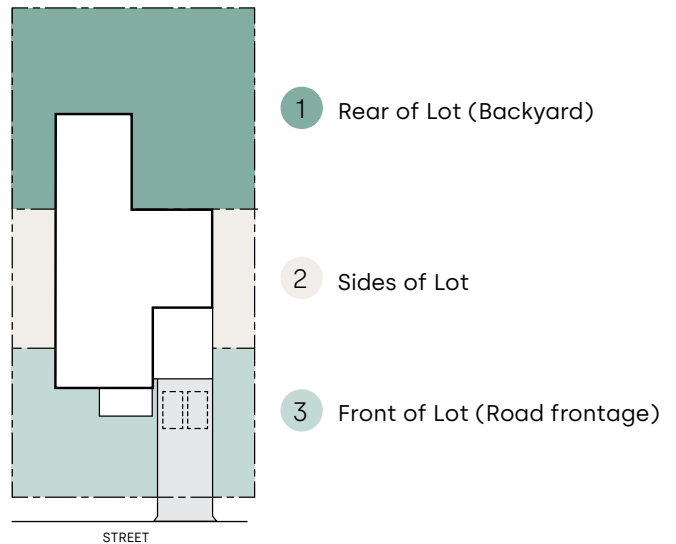 1 Rear of Lot (Backyard)
2 Sides of Lot
3 Front of Lot (Road frontage)
STREET